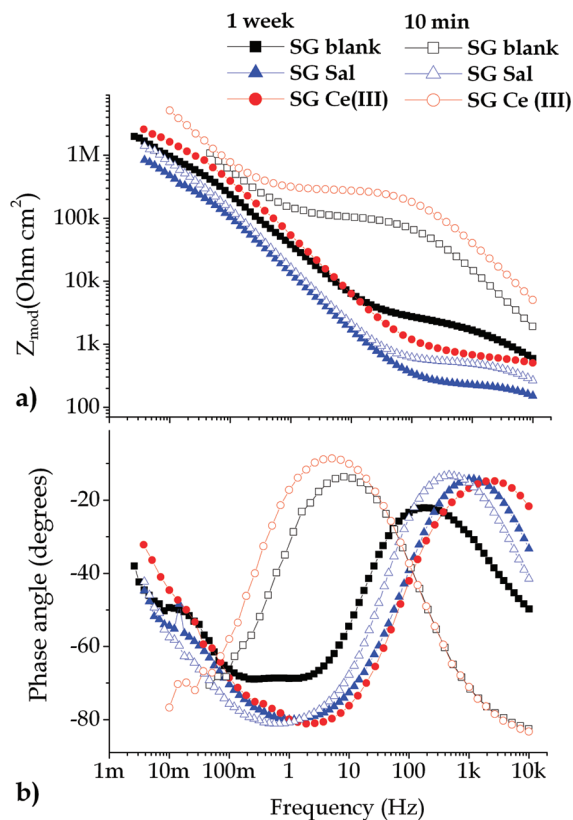 1 week 10 min
SG blank SG blank
SG Sal SG Sal
SG Ce(III) SG Ce (III)
1M
100k
10k
1k
100
Zmod(Ohm cm²)
a)
-20
-40
-60
-80
Phase angle (degrees)
1m 10m 100m 1 10 100 1k 10k
b)
Frequency (Hz)